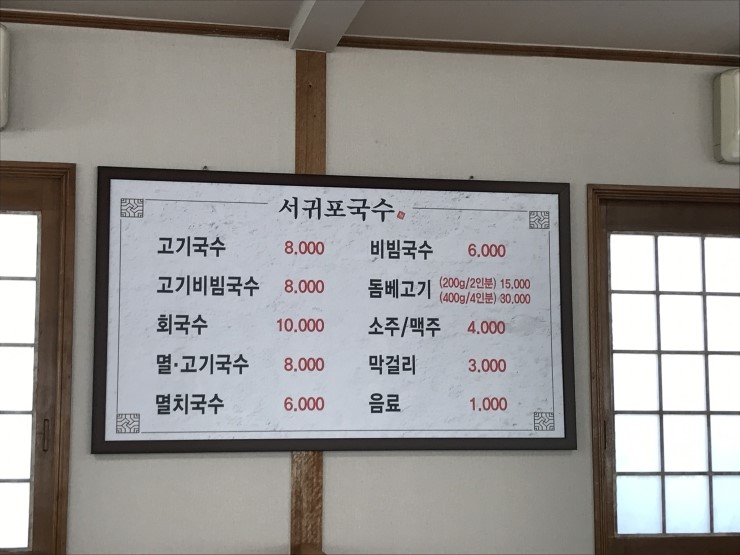 서귀포국수
고기국수 8,000
고기비빔국수 8,000
회국수 10,000
멸·고기국수 8,000
멸치국수 6,000
비빔국수 6,000
돔베고기 (200g/2인분) 15,000
(400g/4인분) 30,000
소주/맥주 4,000
막걸리 3,000
음료 1,000